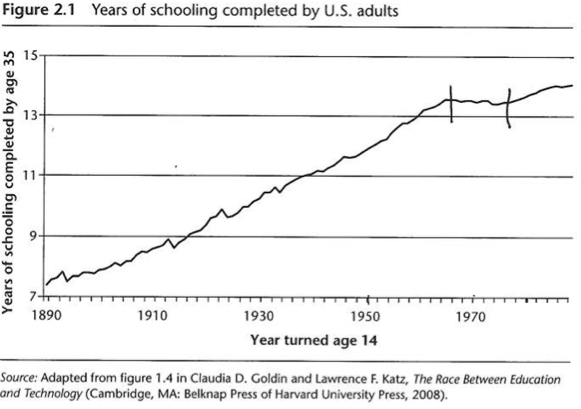 Figure 2.1 Years of schooling completed by U.S. adults
Years of schooling completed by age 35
15
13
11
9
7
1890 1910 1930 1950 1970
Year turned age 14
Source: Adapted from figure 1.4 in Claudia D. Goldin and Lawrence F. Katz, The Race Between Education
and Technology (Cambridge, MA: Belknap Press of Harvard University Press, 2008).